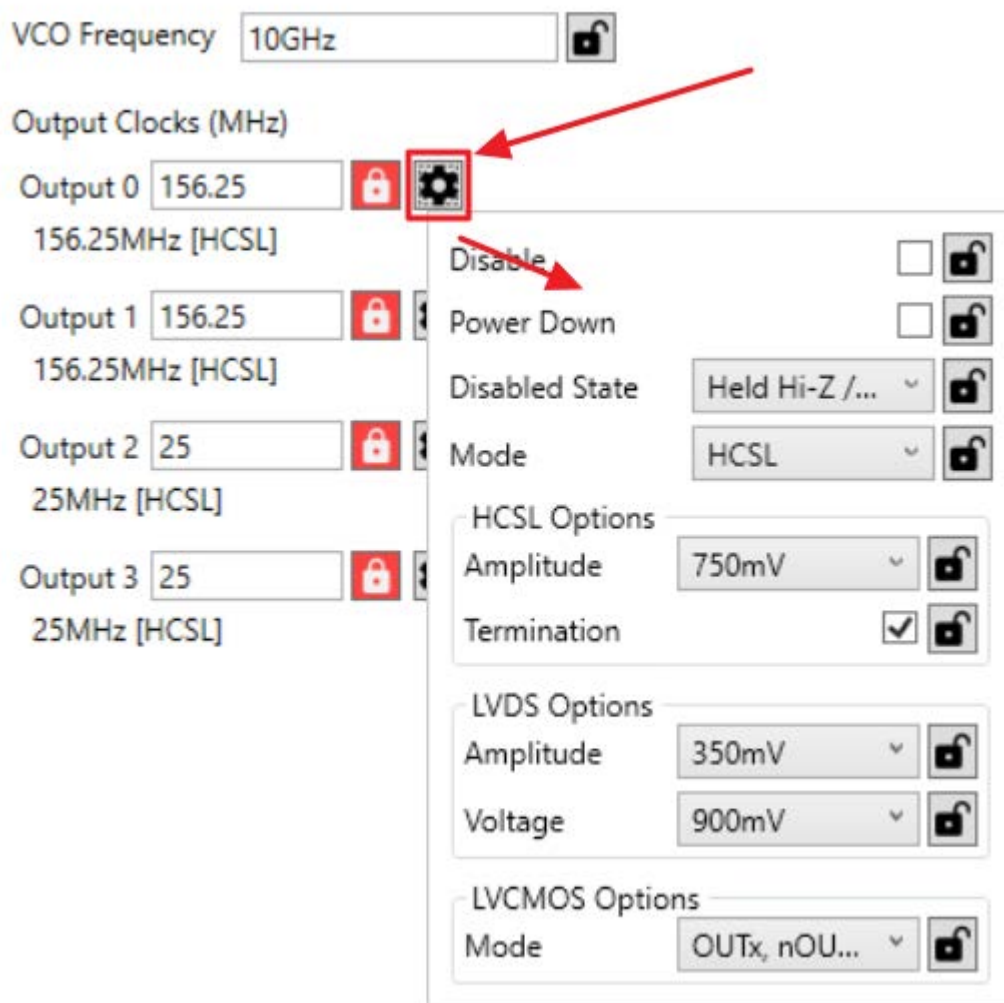 VCO Frequency 10GHz
Output Clocks (MHz)
Output 0 156.25
156.25MHz [HCSL]
Output 1 156.25
156.25MHz [HCSL]
Output 2 25
25MHz [HCSL]
Output 3 25
25MHz [HCSL]
Disable
Power Down
Disabled State Held Hi-Z /...
Mode HCSL
HCSL Options
Amplitude 750mV
Termination
LVDS Options
Amplitude 350mV
Voltage 900mV
LVCMOS Options
Mode OUTx, nOU...